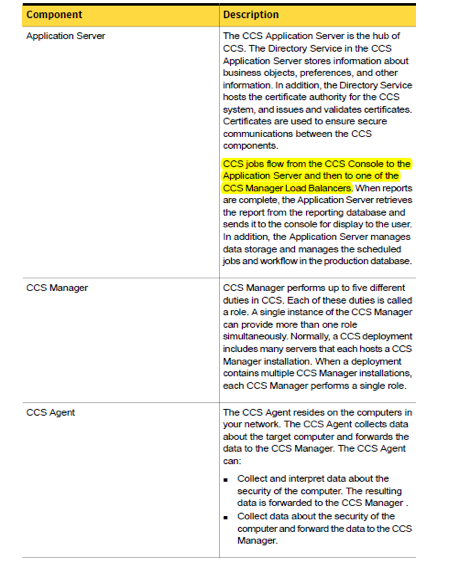 Component
Description
Application Server
The CCS Application Server is the hub of
CCS. The Directory Service in the CCS
Application Server stores information about
business objects, preferences, and other
information. In addition, the Directory Service
hosts the certificate authority for the CCS
system, and issues and validates certificates.
Certificates are used to ensure secure
communications between the CCS
components.
CCS jobs flow from the CCS Console to the
Application Server and then to one of the
CCS Manager Load Balancers. When reports
are complete, the Application Server retrieves
the report from the reporting database and
sends it to the console for display to the user.
In addition, the Application Server manages
data storage and manages the scheduled
jobs and workflow in the production database.
CCS Manager
CCS Manager performs up to five different
duties in CCS. Each of these duties is called
a role. A single instance of the CCS Manager
can provide more than one role
simultaneously. Normally, a CCS deployment
includes many servers that each hosts a CCS
Manager installation. When a deployment
contains multiple CCS Manager installations,
each CCS Manager performs a single role.
CCS Agent
The CCS Agent resides on the computers in
your network. The CCS Agent collects data
about the target computer and forwards the
data to the CCS Manager. The CCS Agent
can:
■ Collect and interpret data about the
security of the computer. The resulting
data is forwarded to the CCS Manager .
■ Collect data about the security of the
computer and forward the data to the CCS
Manager.